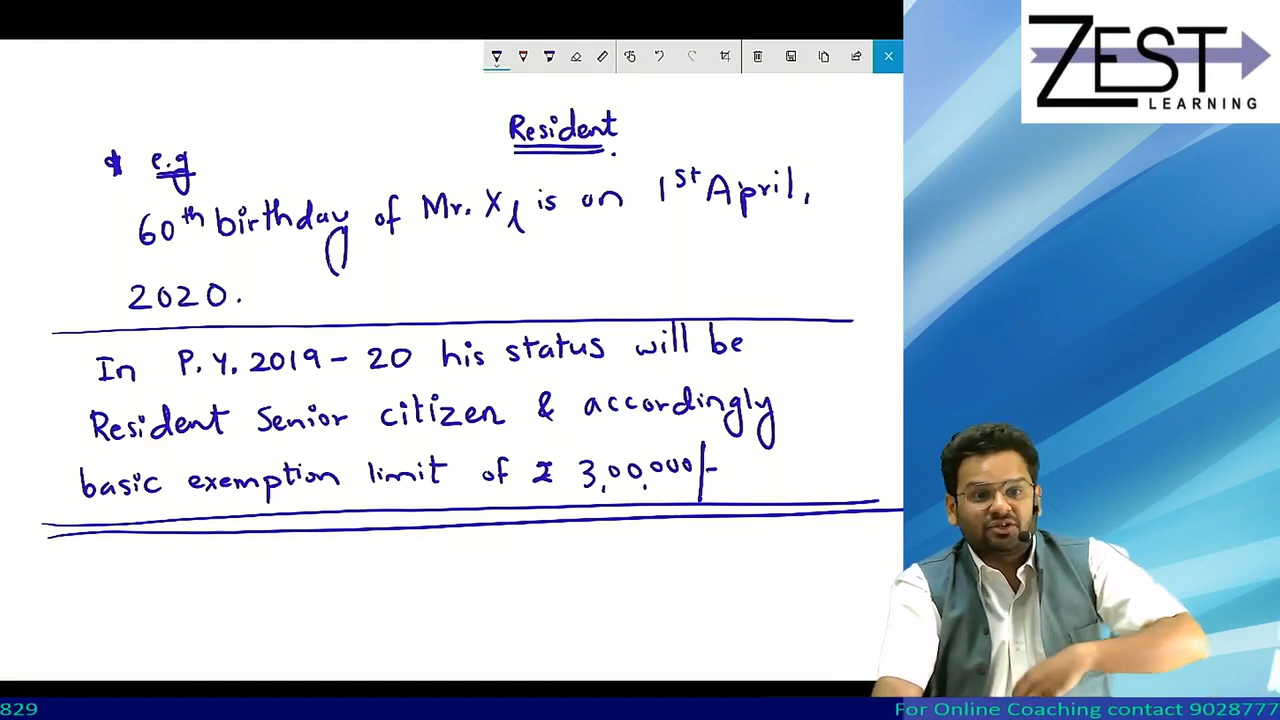 ZEST
LEARNING
Resident
e.g
60th birthday of Mr. X, is on 1st April,
2020.
In P.Y. 2019-20 his status will be
Resident Senior citizen & accordingly
basic exemption limit of ₹ 3,00,000/-
829
For Online Coaching contact 9028777